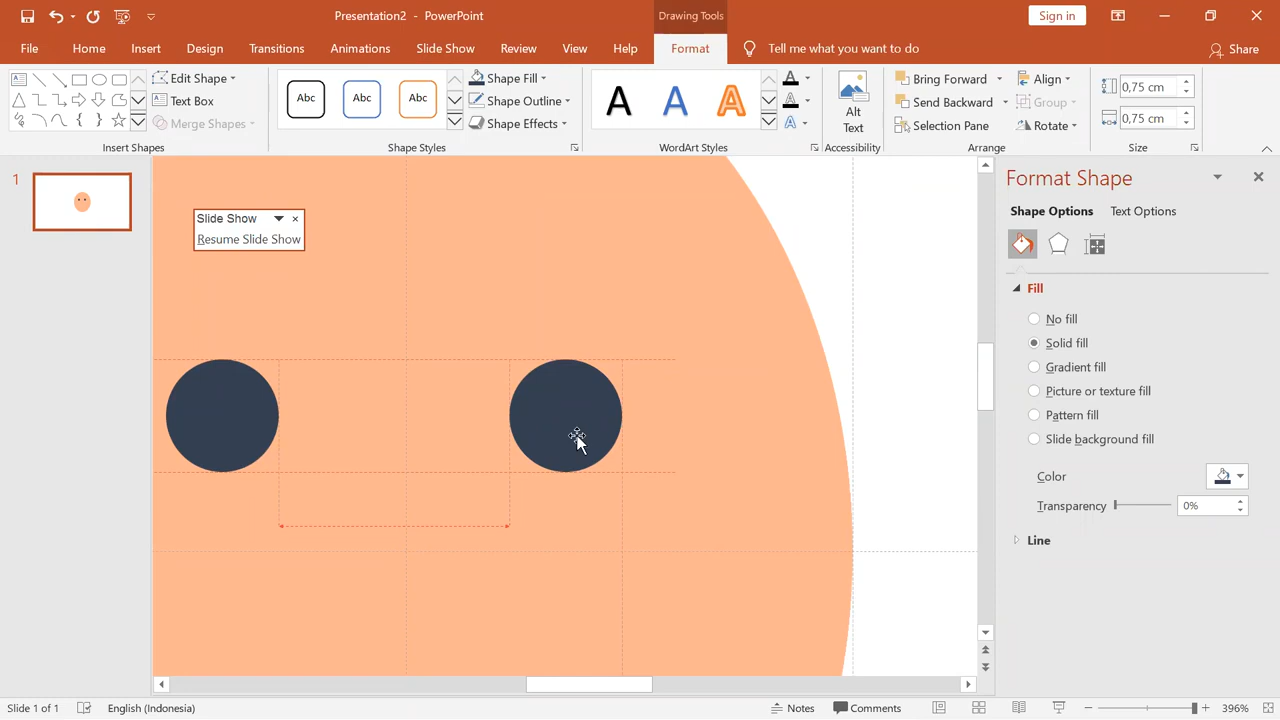 Presentation2 - PowerPoint
Drawing Tools
Sign in
File Home Insert Design Transitions Animations Slide Show Review View Help Format Tell me what you want to do Share
Edit Shape
Text Box
Merge Shapes
Insert Shapes
Abc Abc Abc
Shape Fill
Shape Outline
Shape Effects
Shape Styles
A A A
WordArt Styles
Alt
Text
Accessibility
Bring Forward
Send Backward
Selection Pane
Align
Group
Rotate
Arrange
0,75 cm
0,75 cm
Size
1
Slide Show
Resume Slide Show
Format Shape
Shape Options Text Options
Fill
No fill
Solid fill
Gradient fill
Picture or texture fill
Pattern fill
Slide background fill
Color
Transparency 0%
Line
Slide 1 of 1 English (Indonesia) Notes Comments 396%